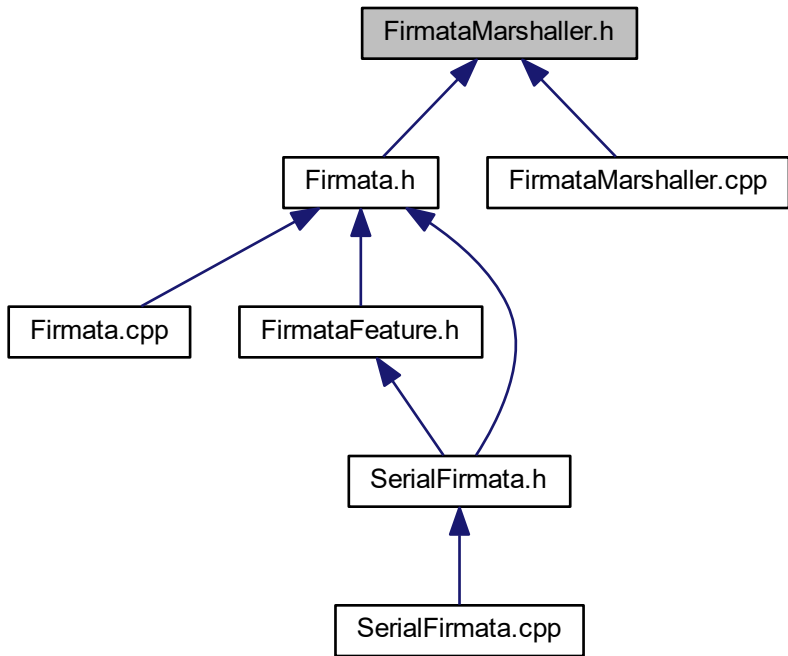 FirmataMarshaller.h
Firmata.h
FirmataMarshaller.cpp
Firmata.cpp
FirmataFeature.h
SerialFirmata.h
SerialFirmata.cpp